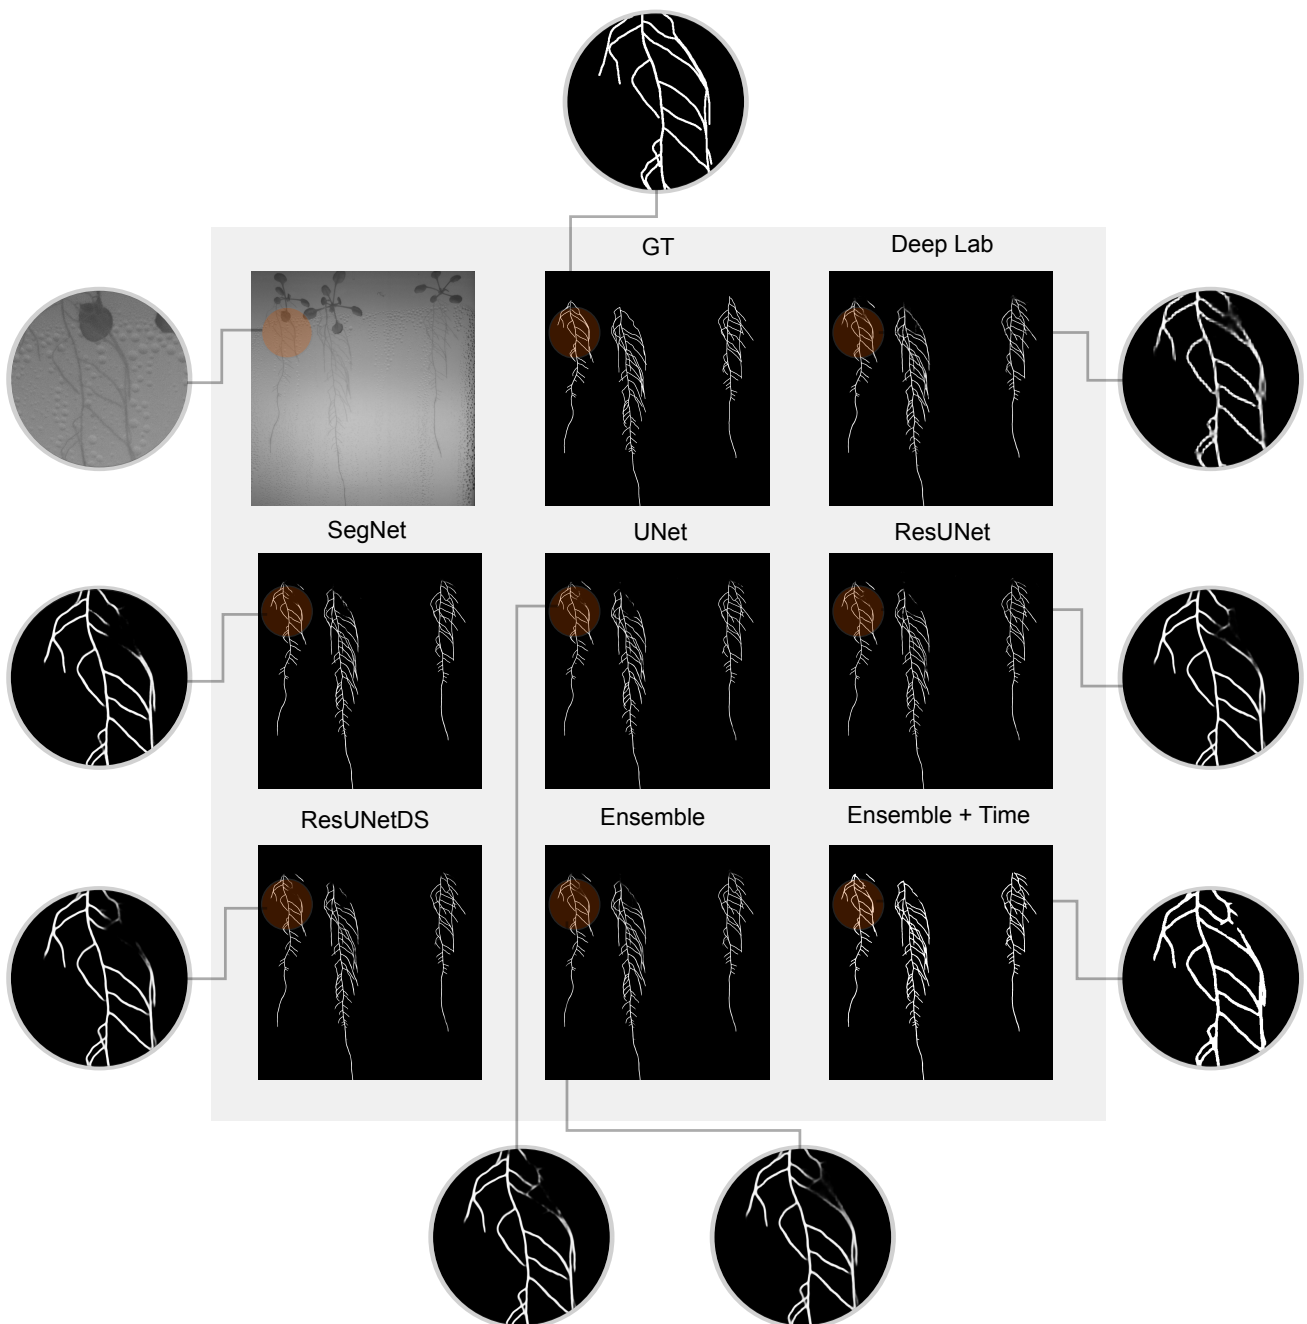 GT
Deep Lab
SegNet
UNet
ResUNet
ResUNetDS
Ensemble
Ensemble + Time